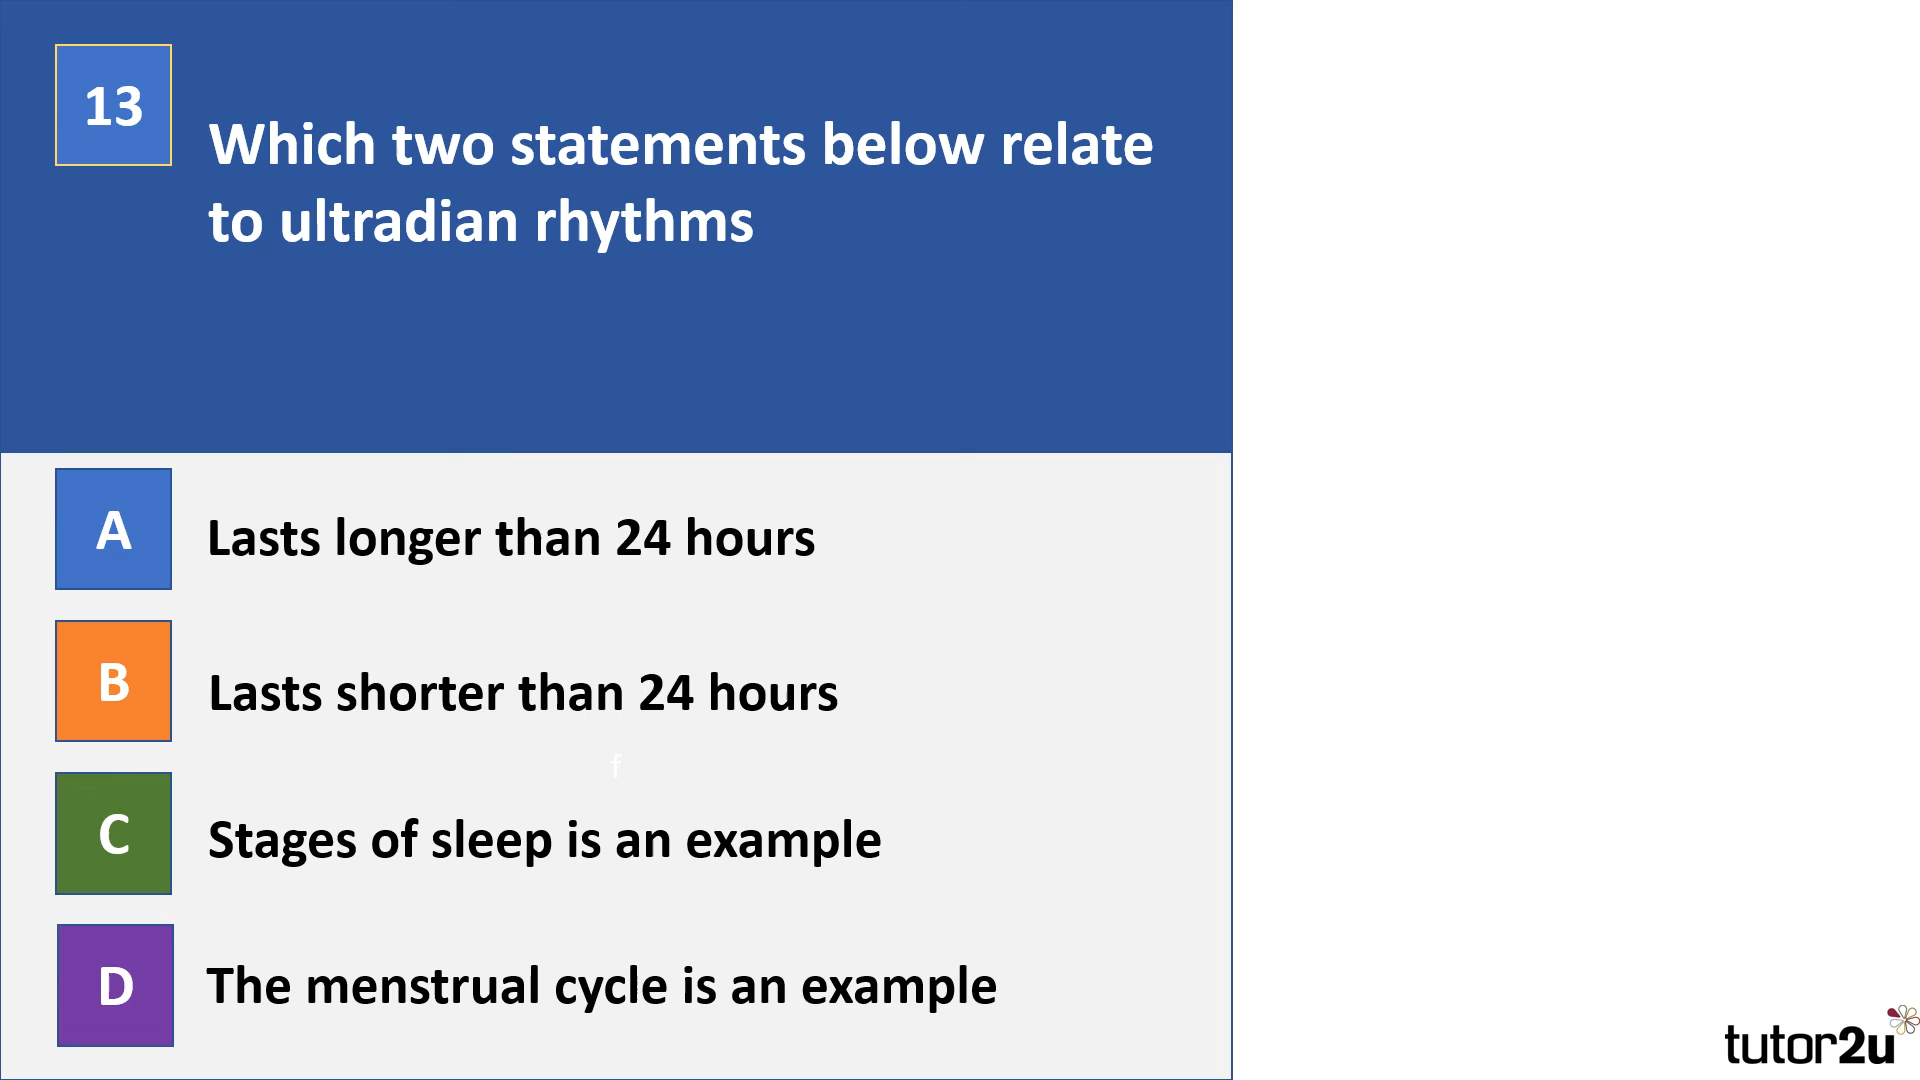 13
Which two statements below relate
to ultradian rhythms
A
Lasts longer than 24 hours
B
Lasts shorter than 24 hours
f
C
Stages of sleep is an example
D
The menstrual cycle is an example
tutor2u